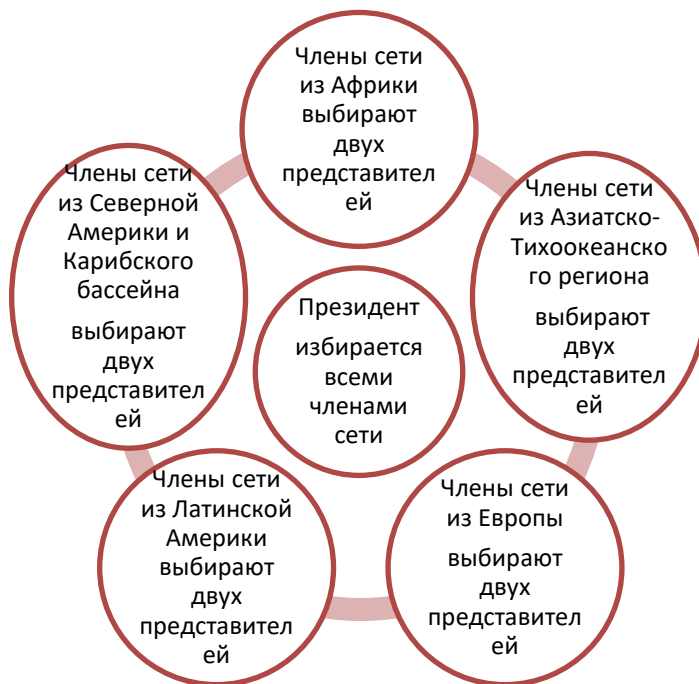 Члены сети
из Африки
выбирают
двух
представител
ей
Члены сети
из Азиатско-
Тихоокеанско
го региона
выбирают
двух
представител
ей
Члены сети
из Европы
выбирают
двух
представител
ей
Члены сети
из Латинской
Америки
выбирают
двух
представител
ей
Члены сети
из Северной
Америки и
Карибского
бассейна
выбирают
двух
представител
ей
Президент
избирается
всеми
членами
сети